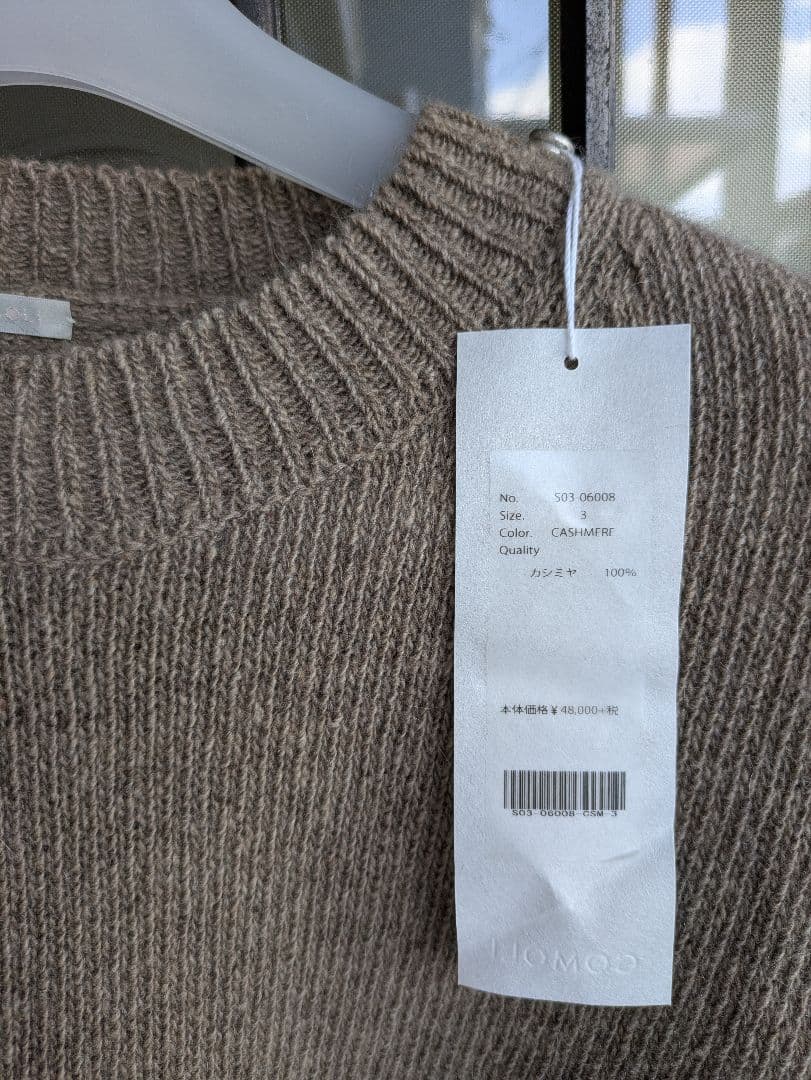 No. S03-06008
Size. 3
Color. CASHMERE
Quality
カシミヤ 100%
本体価格¥48,000+税
S03-06008-CSM-3
COMOLI